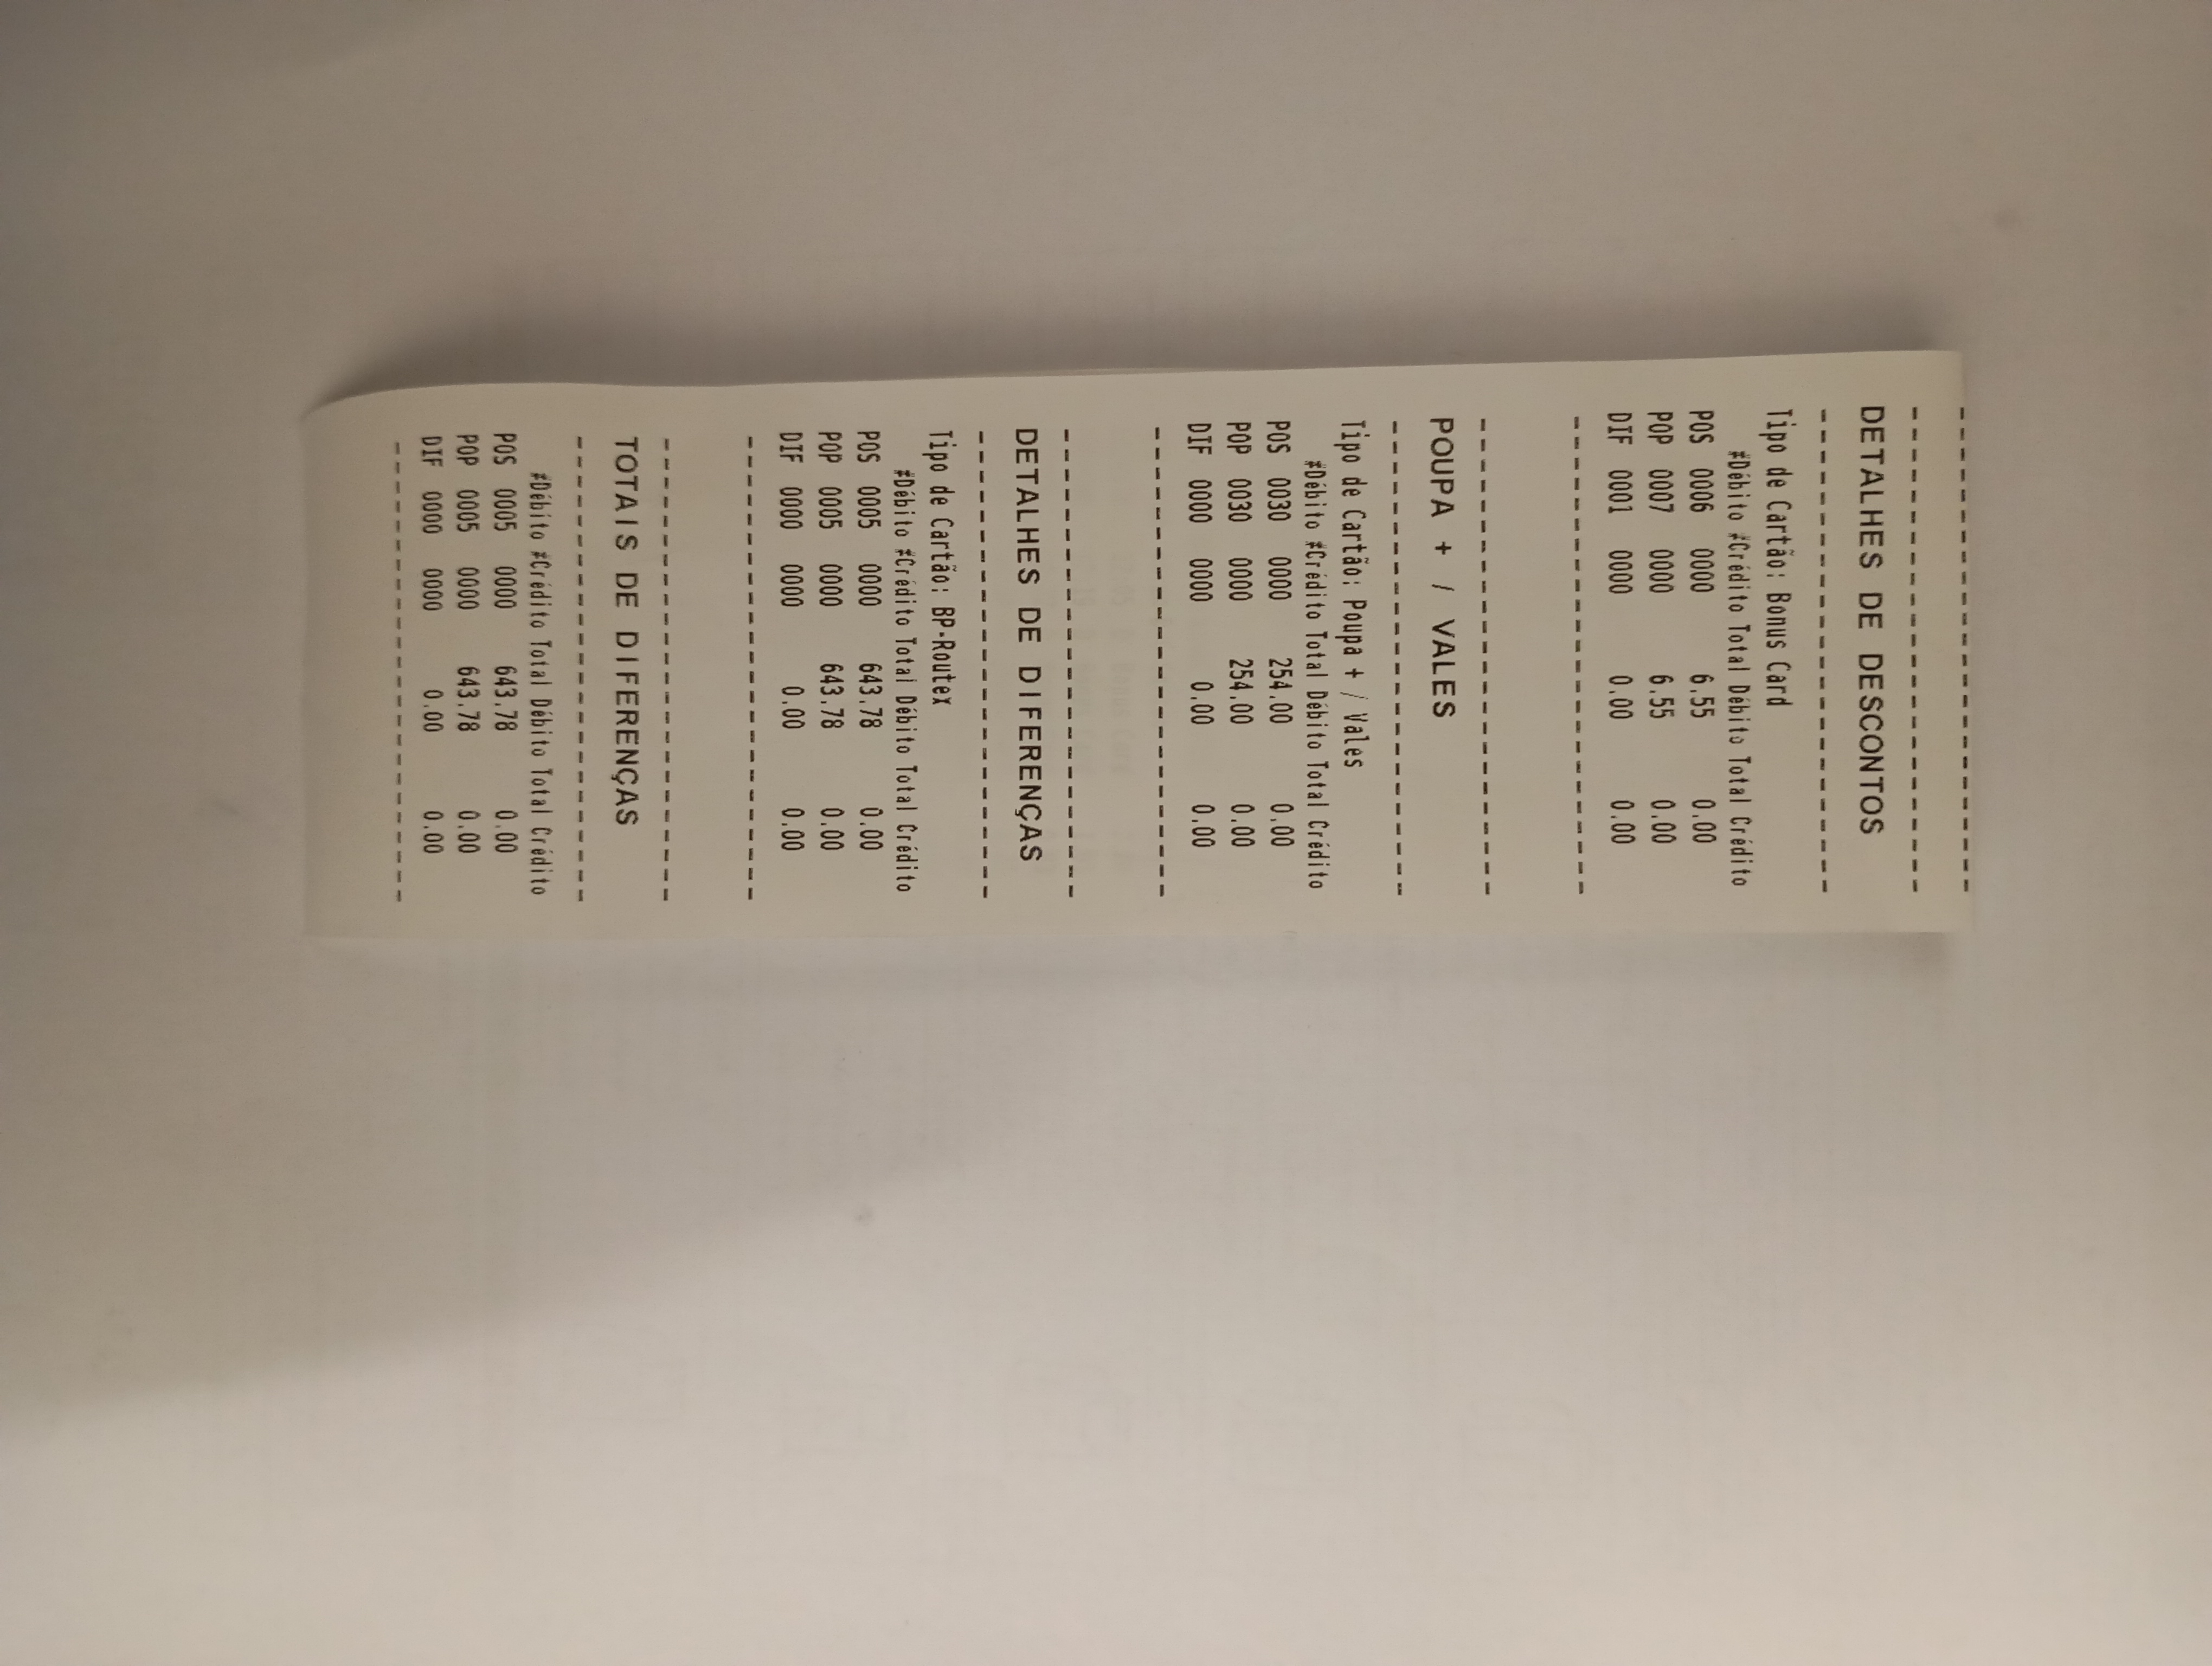 DETALHES DE DESCONTOS
Tipo de Cartão: Bonus Card
#Débito #Crédito Total Débito Total Crédito
POS 0006 0000 6.55 0.00
POP 0007 0000 6.55 0.00
DIF 0001 0000 0.00 0.00
POUPA + / VALES
Tipo de Cartão: Poupa + / Vales
#Débito #Crédito Total Débito Total Crédito
POS 0030 0000 254.00 0.00
POP 0030 0000 254.00 0.00
DIF 0000 0000 0.00 0.00
DETALHES DE DIFERENÇAS
Tipo de Cartão: BP-Routex
#Débito #Crédito Total Débito Total Crédito
POS 0005 0000 643.78 0.00
POP 0005 0000 643.78 0.00
DIF 0000 0000 0.00 0.00
TOTAIS DE DIFERENÇAS
#Débito #Crédito Total Débito Total Crédito
POS 0005 0000 643.78 0.00
POP 0005 0000 643.78 0.00
DIF 0000 0000 0.00 0.00